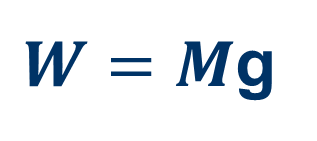 W = Mg